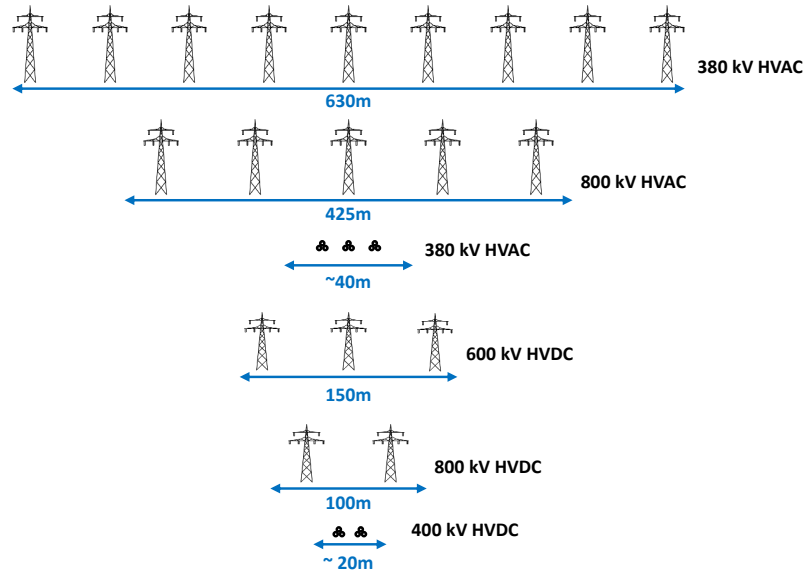 380 kV HVAC
630m
800 kV HVAC
425m
380 kV HVAC
~40m
600 kV HVDC
150m
800 kV HVDC
100m
400 kV HVDC
~ 20m